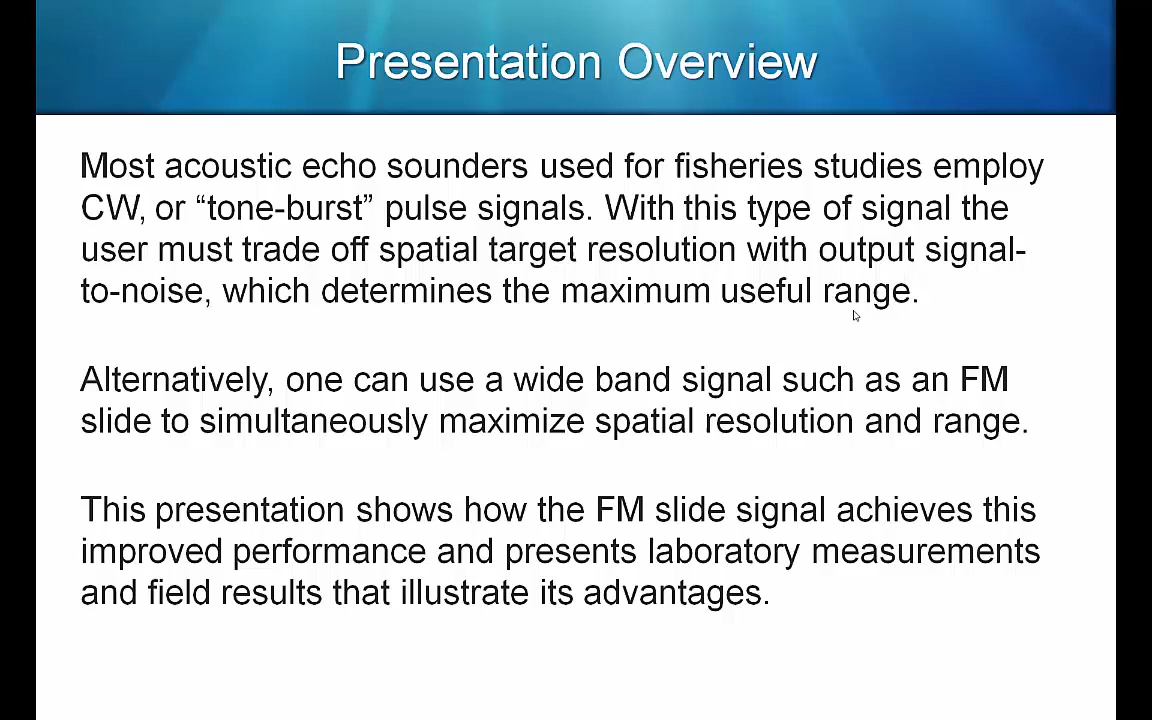 Presentation Overview
Most acoustic echo sounders used for fisheries studies employ
CW, or “tone-burst” pulse signals. With this type of signal the
user must trade off spatial target resolution with output signal-
to-noise, which determines the maximum useful range.
Alternatively, one can use a wide band signal such as an FM
slide to simultaneously maximize spatial resolution and range.
This presentation shows how the FM slide signal achieves this
improved performance and presents laboratory measurements
and field results that illustrate its advantages.